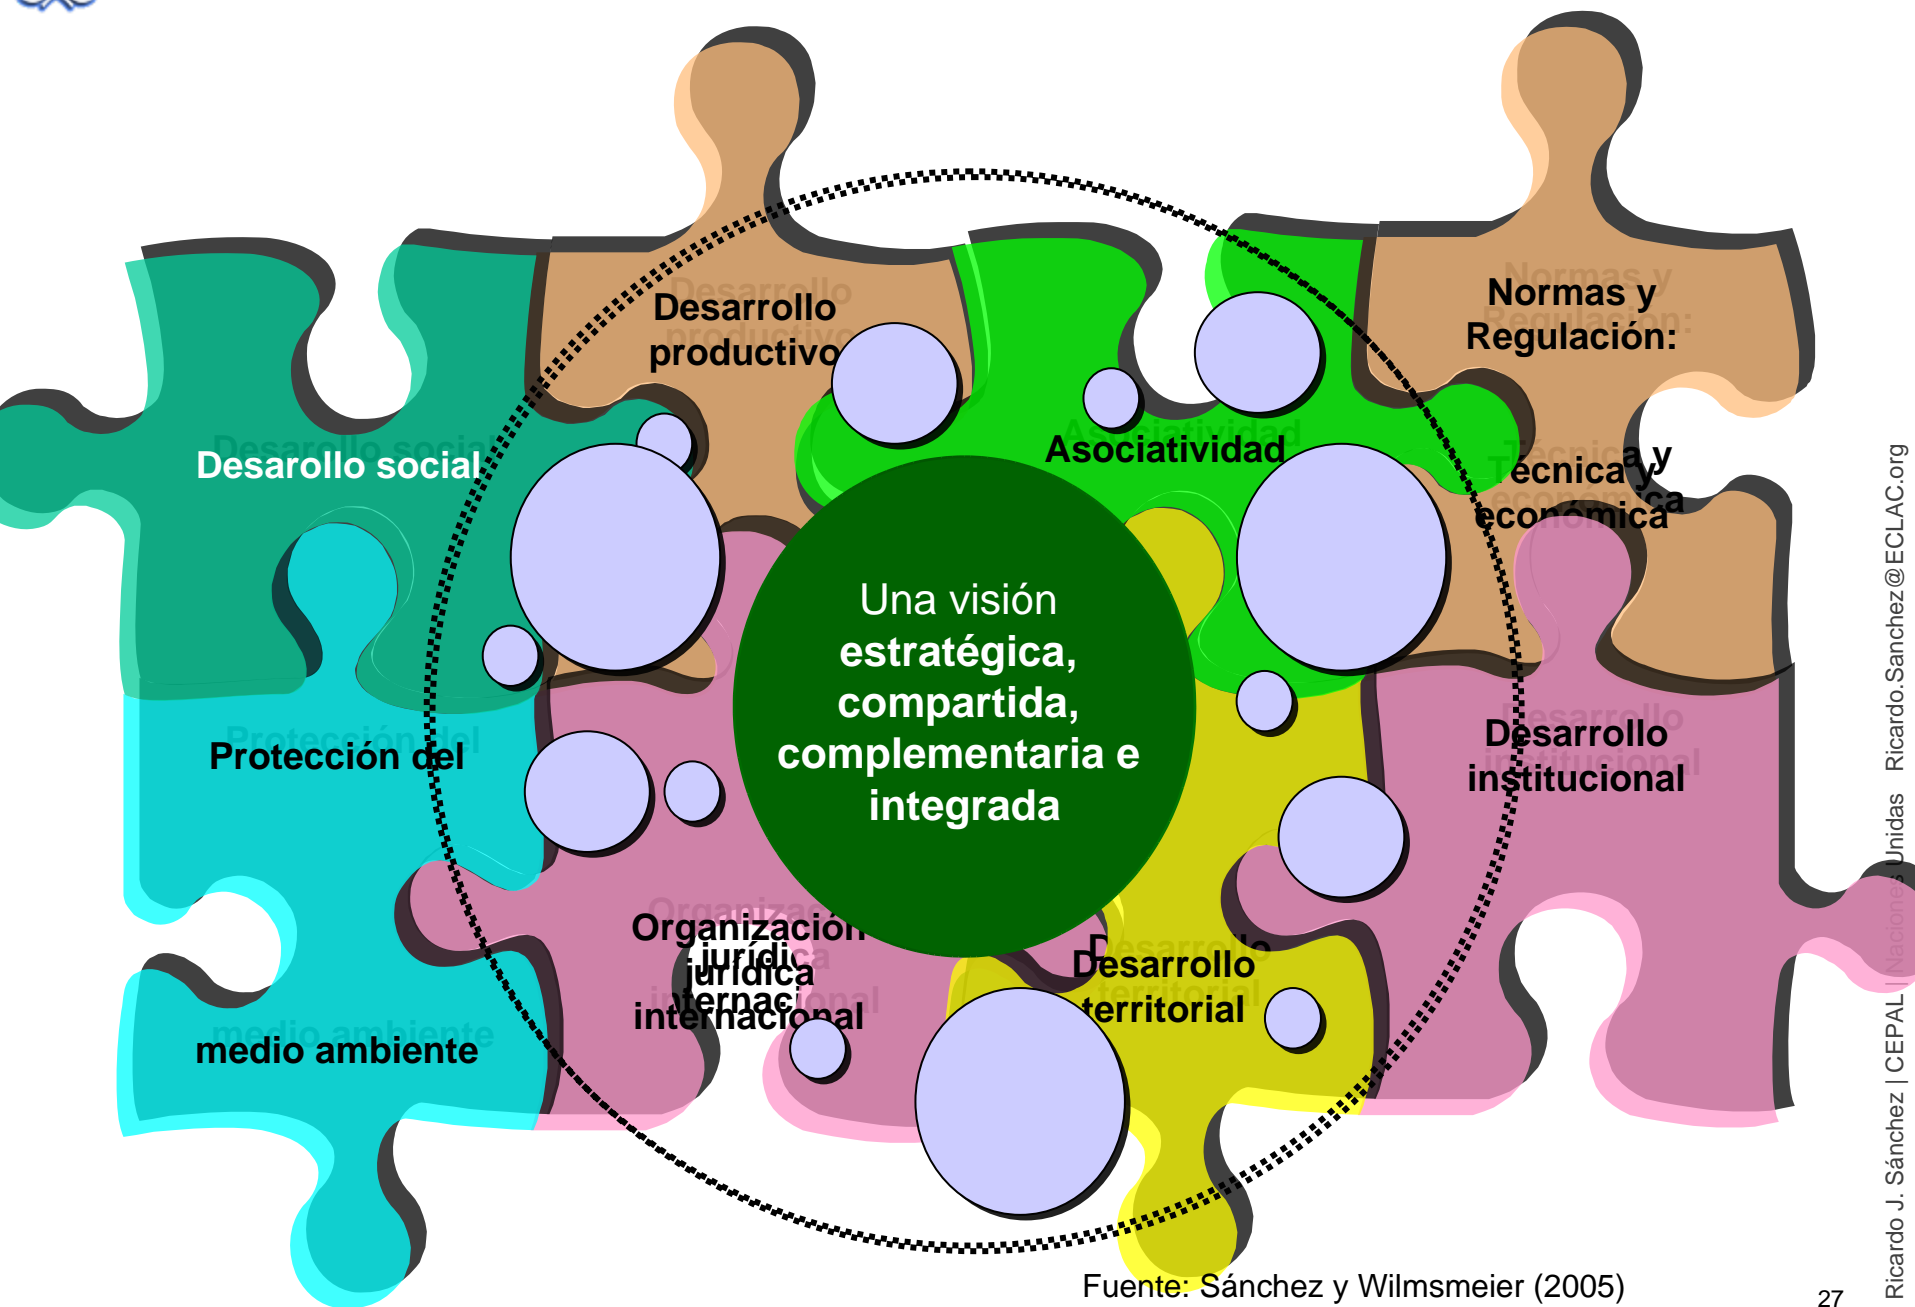 Desarrollo
productivo
Normas y
Regulación:
Técnica y
económica
Asociatividad
Desarollo social
Una visión
estratégica,
compartida,
complementaria e
integrada
Protección del
medio ambiente
Desarrollo
institucional
Organización
jurídica
internacional
Desarrollo
territorial
Fuente: Sánchez y Wilmsmeier (2005)
27
Ricardo J. Sánchez | CEPAL | Naciones Unidas Ricardo.Sanchez@ECLAC.org